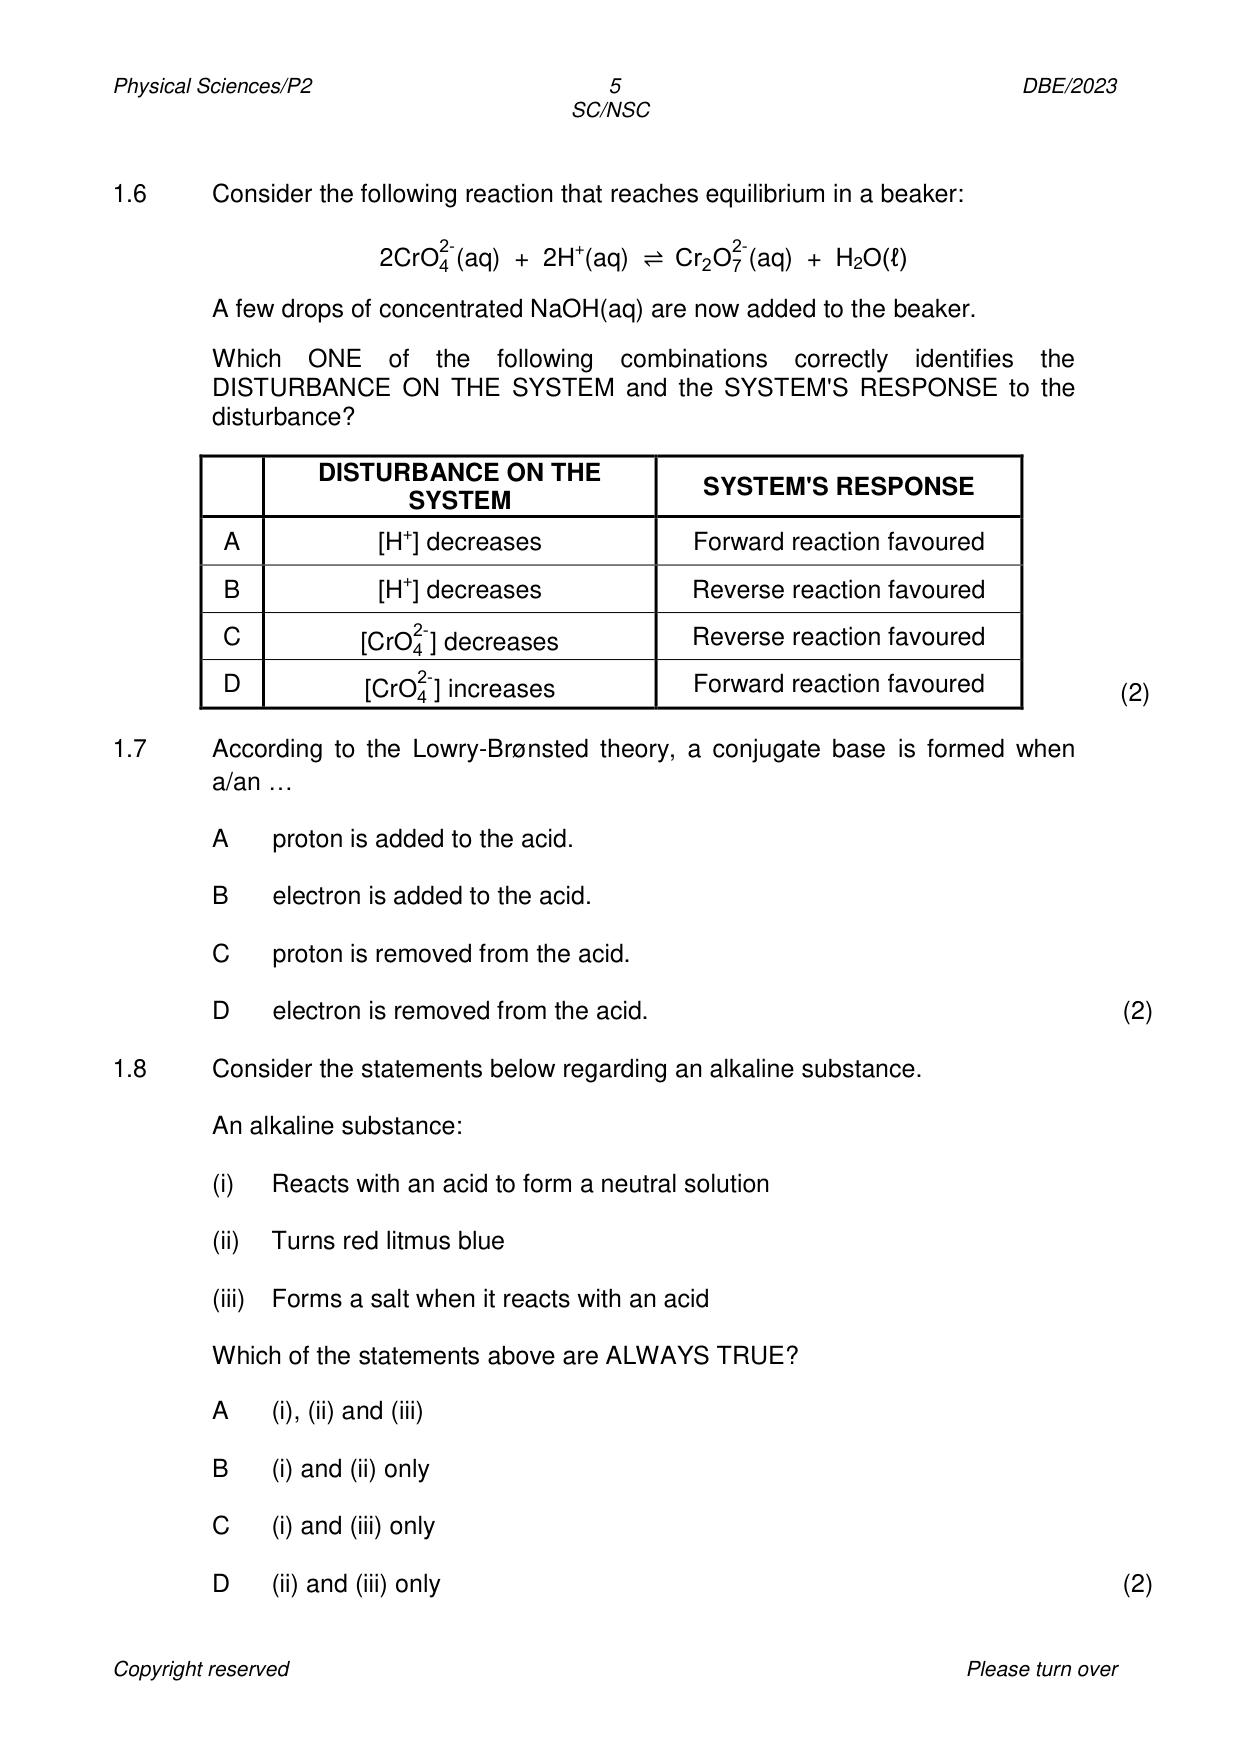 Physical Sciences/P2 5 DBE/2023
SC/NSC
1.6 Consider the following reaction that reaches equilibrium in a beaker:
2CrO₄²⁻(aq) + 2H⁺(aq) ⇌ Cr₂O₇²⁻(aq) + H₂O(ℓ)
A few drops of concentrated NaOH(aq) are now added to the beaker.
Which ONE of the following combinations correctly identifies the
DISTURBANCE ON THE SYSTEM and the SYSTEM'S RESPONSE to the
disturbance?
DISTURBANCE ON THE
SYSTEM SYSTEM'S RESPONSE
A [H⁺] decreases Forward reaction favoured
B [H⁺] decreases Reverse reaction favoured
C [CrO₄²⁻] decreases Reverse reaction favoured
D [CrO₄²⁻] increases Forward reaction favoured (2)
1.7 According to the Lowry-Brønsted theory, a conjugate base is formed when
a/an …
A proton is added to the acid.
B electron is added to the acid.
C proton is removed from the acid.
D electron is removed from the acid. (2)
1.8 Consider the statements below regarding an alkaline substance.
An alkaline substance:
(i) Reacts with an acid to form a neutral solution
(ii) Turns red litmus blue
(iii) Forms a salt when it reacts with an acid
Which of the statements above are ALWAYS TRUE?
A (i), (ii) and (iii)
B (i) and (ii) only
C (i) and (iii) only
D (ii) and (iii) only (2)
Copyright reserved Please turn over